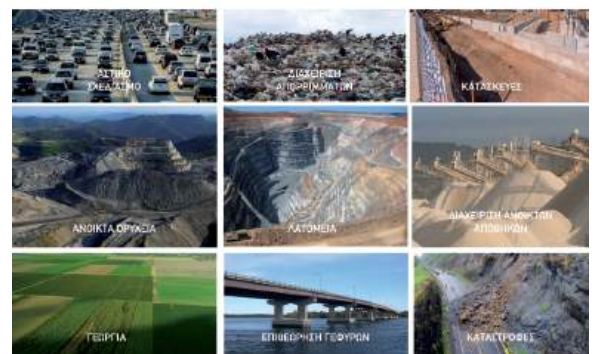 ΑΣΤΙΚΟ
ΣΧΕΔΙΑΣΜΟ
ΔΙΑΧΕΙΡΙΣΗ
ΑΠΟΡΡΙΜΜΑΤΩΝ
ΚΑΤΑΣΚΕΥΕΣ
ΑΝΟΙΚΤΑ ΟΡΥΧΕΙΑ
ΛΑΤΟΜΕΙΑ
ΔΙΑΧΕΙΡΙΣΗ ΑΝΟΙΚΤΩΝ
ΑΠΟΘΗΚΩΝ
ΓΕΩΡΓΙΑ
ΕΠΙΘΕΩΡΗΣΗ ΓΕΦΥΡΩΝ
ΚΑΤΑΣΤΡΟΦΕΣ